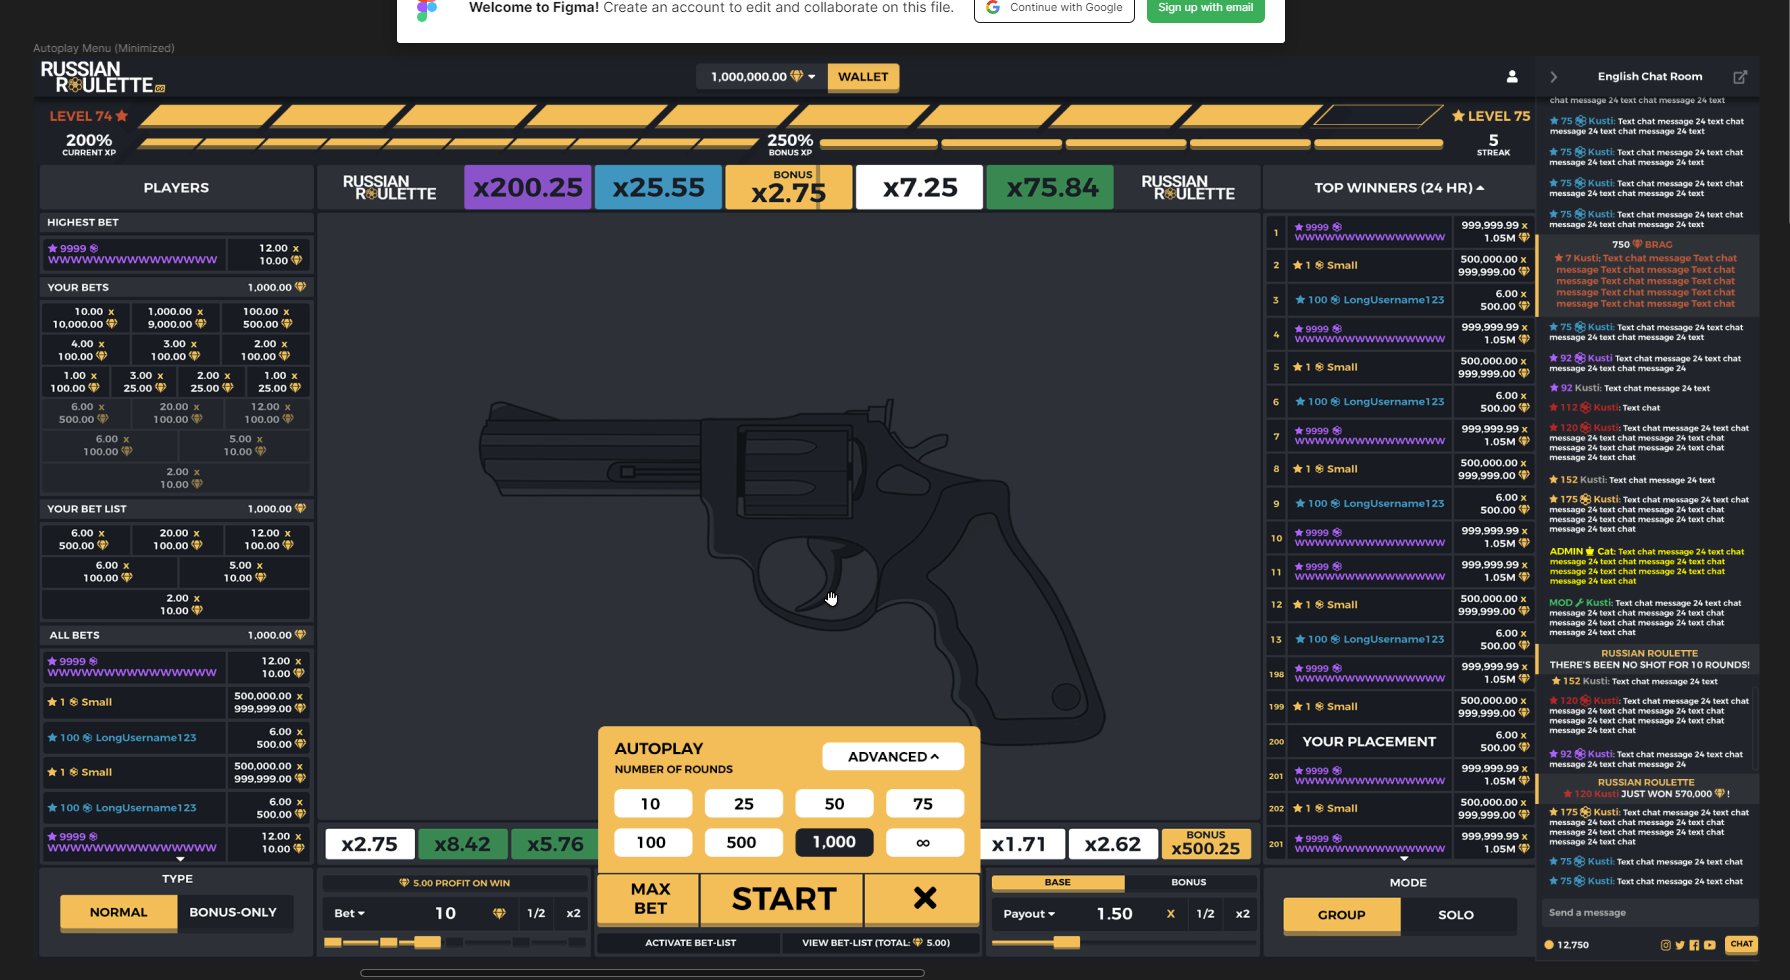 Welcome to Figma! Create an account to edit and collaborate on this file.
Continue with Google
Sign up with email
Autoplay Menu (Minimized)
RUSSIAN
ROULETTE.GG
1,000,000.00
WALLET
LEVEL 74
LEVEL 75
200%
CURRENT XP
250%
BONUS XP
5
STREAK
PLAYERS
RUSSIAN
ROULETTE
x200.25
x25.55
BONUS
x2.75
x7.25
x75.84
RUSSIAN
ROULETTE
TOP WINNERS (24 HR)
HIGHEST BET
9999
WWWWWWWWWWWWWWWW
12.00 x
10.00
YOUR BETS 1,000.00
10.00 x
10,000.00
1,000.00 x
9,000.00
100.00 x
500.00
4.00 x
100.00
3.00 x
100.00
2.00 x
100.00
1.00 x
100.00
3.00 x
25.00
2.00 x
25.00
1.00 x
25.00
6.00 x
500.00
20.00 x
100.00
12.00 x
100.00
6.00 x
100.00
5.00 x
10.00
2.00 x
10.00
YOUR BET LIST 1,000.00
6.00 x
500.00
20.00 x
100.00
12.00 x
100.00
6.00 x
100.00
5.00 x
10.00
2.00 x
10.00
ALL BETS 1,000.00
9999
WWWWWWWWWWWWWWWW
12.00 x
10.00
1 Small
500,000.00 x
999,999.00
100 LongUsername123
6.00 x
500.00
1 Small
500,000.00 x
999,999.00
100 LongUsername123
6.00 x
500.00
9999
WWWWWWWWWWWWWWWW
12.00 x
10.00
TYPE
NORMAL
BONUS-ONLY
x2.75
x8.42
x5.76
x1.71
x2.62
BONUS
x500.25
AUTOPLAY
NUMBER OF ROUNDS
ADVANCED
10
25
50
75
100
500
1,000
∞
MAX
BET
START
X
5.00 PROFIT ON WIN
Bet
10
1/2
x2
ACTIVATE BET-LIST
VIEW BET-LIST (TOTAL: 5.00)
BASE
BONUS
Payout
1.50
X
1/2
x2
1
9999
WWWWWWWWWWWWWWWW
999,999.99 x
1.05M
2
1 Small
500,000.00 x
999,999.00
3
100 LongUsername123
6.00 x
500.00
4
9999
WWWWWWWWWWWWWWWW
999,999.99 x
1.05M
5
1 Small
500,000.00 x
999,999.00
6
100 LongUsername123
6.00 x
500.00
7
9999
WWWWWWWWWWWWWWWW
999,999.99 x
1.05M
8
1 Small
500,000.00 x
999,999.00
9
100 LongUsername123
6.00 x
500.00
10
9999
WWWWWWWWWWWWWWWW
999,999.99 x
1.05M
11
9999
WWWWWWWWWWWWWWWW
999,999.99 x
1.05M
12
1 Small
500,000.00 x
999,999.00
13
100 LongUsername123
6.00 x
500.00
198
9999
WWWWWWWWWWWWWWWW
999,999.99 x
1.05M
199
1 Small
500,000.00 x
999,999.00
200
YOUR PLACEMENT
6.00 x
500.00
201
9999
WWWWWWWWWWWWWWWW
999,999.99 x
1.05M
202
1 Small
500,000.00 x
999,999.00
201
9999
WWWWWWWWWWWWWWWW
999,999.99 x
1.05M
MODE
GROUP
SOLO
English Chat Room
chat message 24 text chat message 24 text
75 Kusti: Text chat message 24 text chat
message 24 text chat message 24 text
75 Kusti: Text chat message 24 text chat
message 24 text chat message 24 text
75 Kusti: Text chat message 24 text chat
message 24 text chat message 24 text
75 Kusti: Text chat message 24 text chat
message 24 text chat message 24 text
750 BRAG
7 Kusti: Text chat message Text chat
message Text chat message Text chat
message Text chat message Text chat
message Text chat message Text chat
message Text chat message Text chat
75 Kusti: Text chat message 24 text chat
message 24 text chat message 24 text
92 Kusti Text chat message 24 text chat
message 24 text chat message 24
92 Kusti: Text chat message 24 text
112 Kusti: Text chat
120 Kusti: Text chat message 24 text chat
message 24 text chat message 24 text chat
message 24 text chat message 24 text chat
message 24 text chat
152 Kusti: Text chat message 24 text
175 Kusti: Text chat message 24 text chat
message 24 text chat message 24 text chat
message 24 text chat message 24 text chat
message 24 text chat
ADMIN Cat: Text chat message 24 text chat
message 24 text chat message 24 text chat
message 24 text chat message 24 text chat
message 24 text chat
MOD Kusti: Text chat message 24 text chat
message 24 text chat message 24 text chat
message 24 text chat message 24 text chat
message 24 text chat
RUSSIAN ROULETTE
THERE'S BEEN NO SHOT FOR 10 ROUNDS!
152 Kusti: Text chat message 24 text
120 Kusti: Text chat message 24 text chat
message 24 text chat message 24 text chat
message 24 text chat message 24 text chat
message 24 text chat
92 Kusti: Text chat message 24 text chat
message 24 text chat message 24
RUSSIAN ROULETTE
120 Kusti JUST WON 570,000 !
175 Kusti: Text chat message 24 text chat
message 24 text chat message 24 text chat
message 24 text chat message 24 text chat
message 24 text chat
75 Kusti: Text chat message 24 text chat
75 Kusti: Text chat message 24 text chat
Send a message
12,750
CHAT